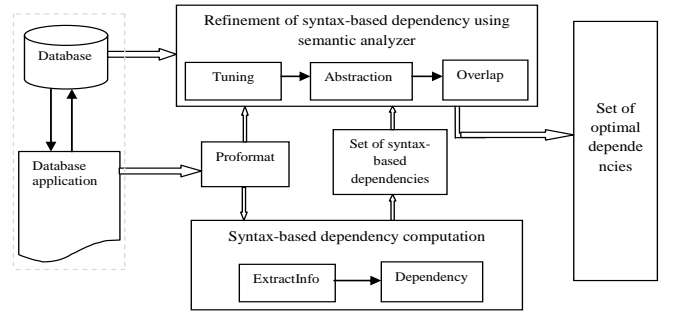 Refinement of syntax-based dependency using
semantic analyzer
Database
Tuning
Abstraction
Overlap
Set of
optimal
depende
ncies
Database
application
Proformat
Set of syntax-
based
dependencies
Syntax-based dependency computation
ExtractInfo
Dependency